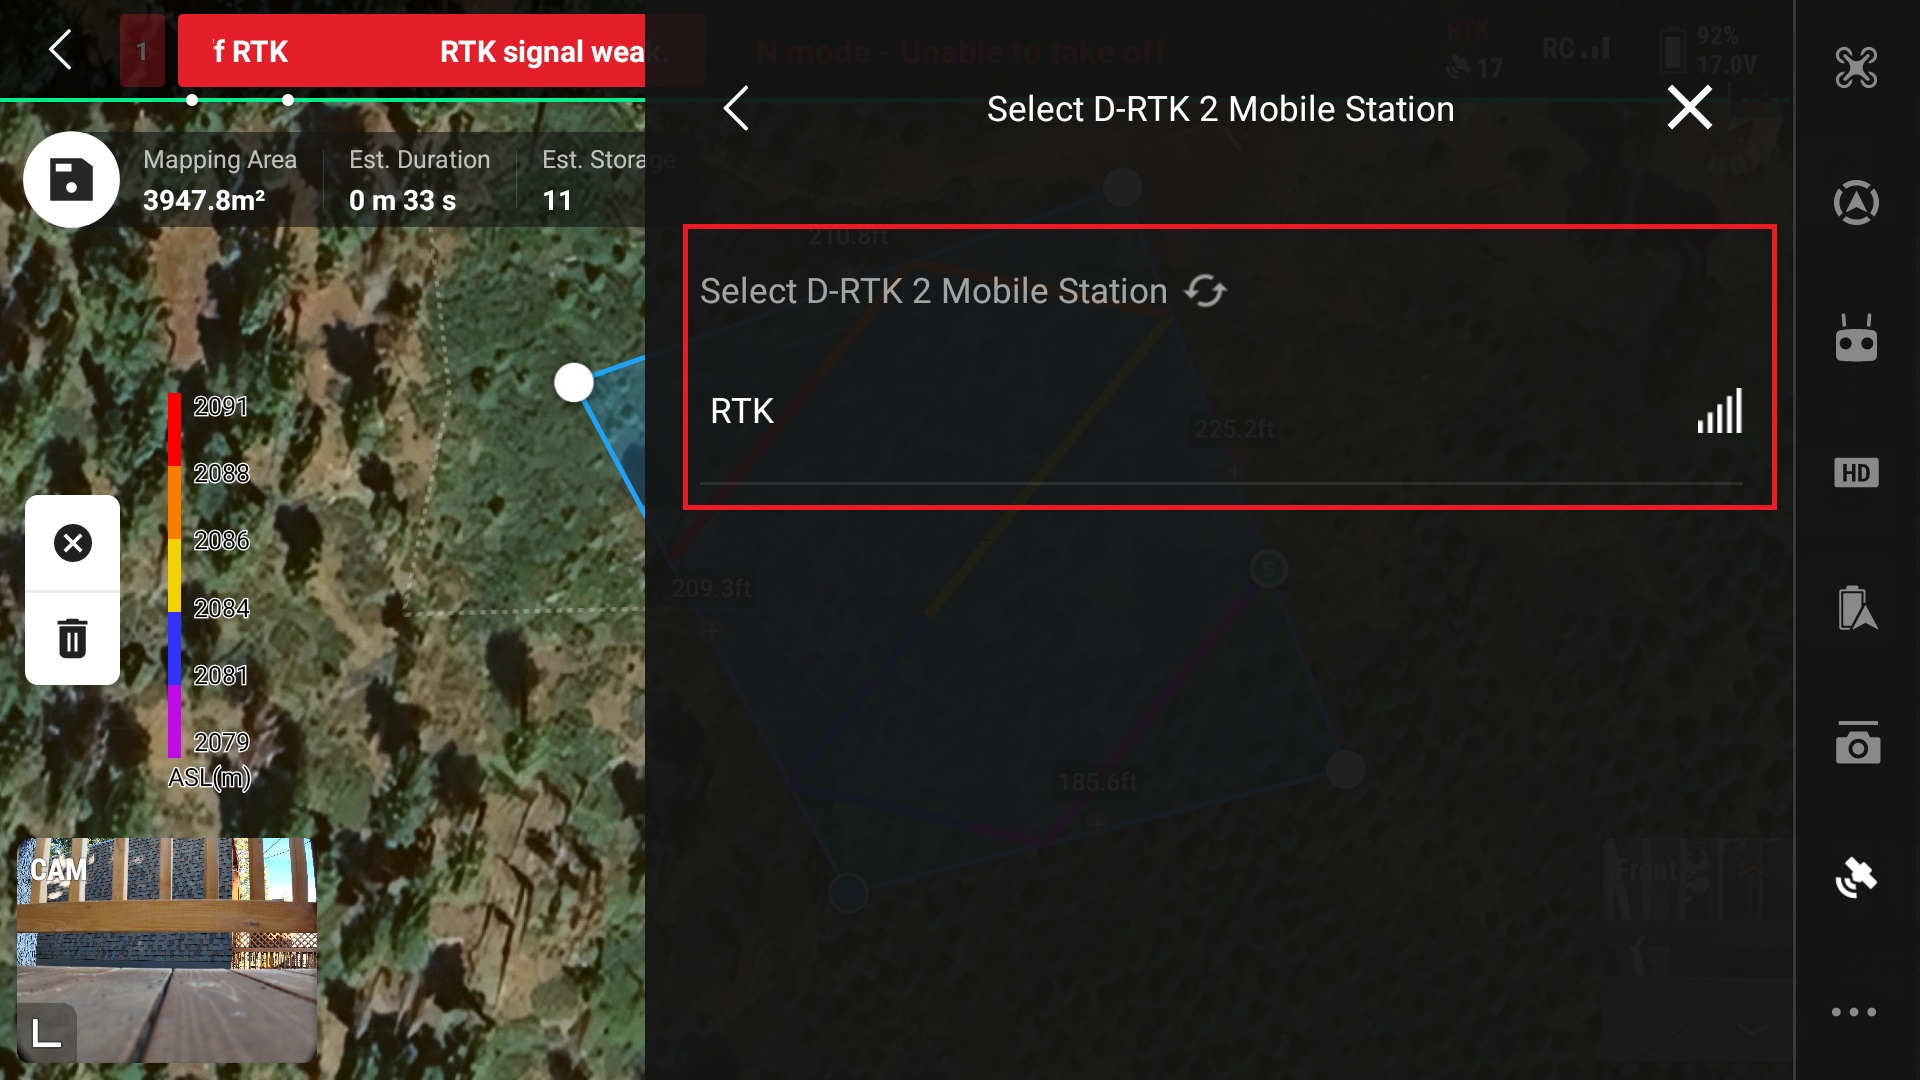 1
f RTK RTK signal weak.
N mode - Unable to take off
RTK
17
RC
92%
17.0V
Mapping Area
3947.8m²
Est. Duration
0 m 33 s
Est. Storage
11
Select D-RTK 2 Mobile Station
210.8ft
Select D-RTK 2 Mobile Station
RTK
225.2ft
209.3ft
S
185.6ft
2091
2088
2086
2084
2081
2079
ASL(m)
CAM
Front
HD